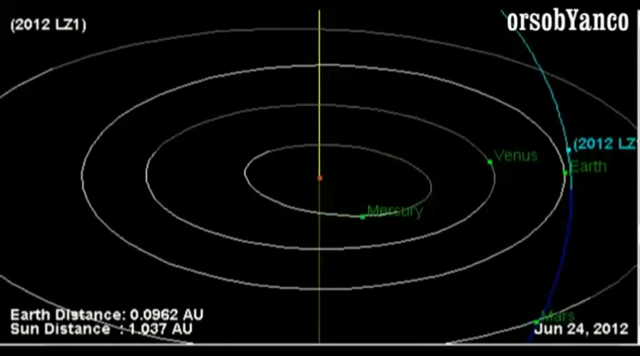 (2012 LZ1)
orsobYanco
(2012 LZ
Venus
Earth
Mercury
Mars
Earth Distance: 0.0962 AU
Sun Distance : 1.037 AU
Jun 24, 2012